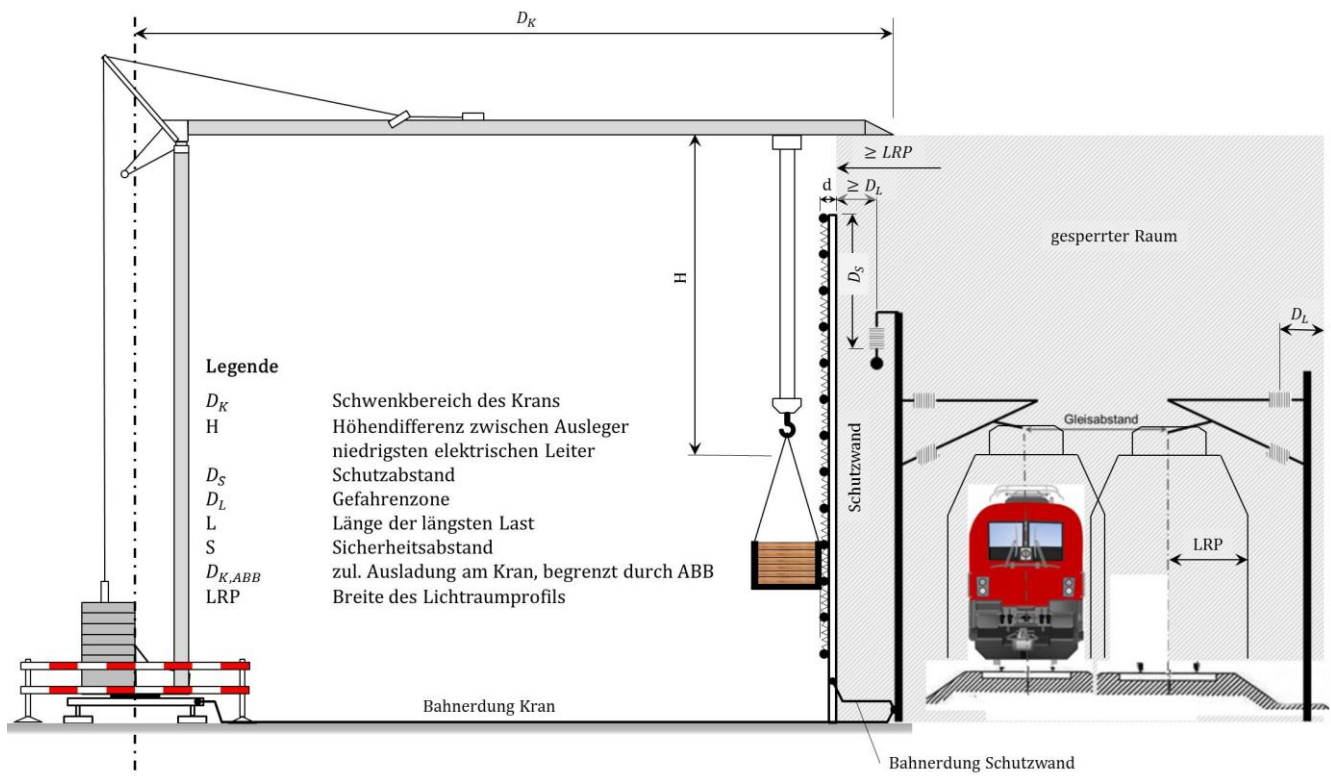 D_K
≥ LRP
d ≥ D_L
gesperrter Raum
H
D_S
D_L
Legende
D_K Schwenkbereich des Krans
H Höhendifferenz zwischen Ausleger
niedrigsten elektrischen Leiter
D_S Schutzabstand
D_L Gefahrenzone
L Länge der längsten Last
S Sicherheitsabstand
D_K,ABB zul. Ausladung am Kran, begrenzt durch ABB
LRP Breite des Lichtraumprofils
Schutzwand
Gleisabstand
LRP
Bahnerdung Kran
Bahnerdung Schutzwand